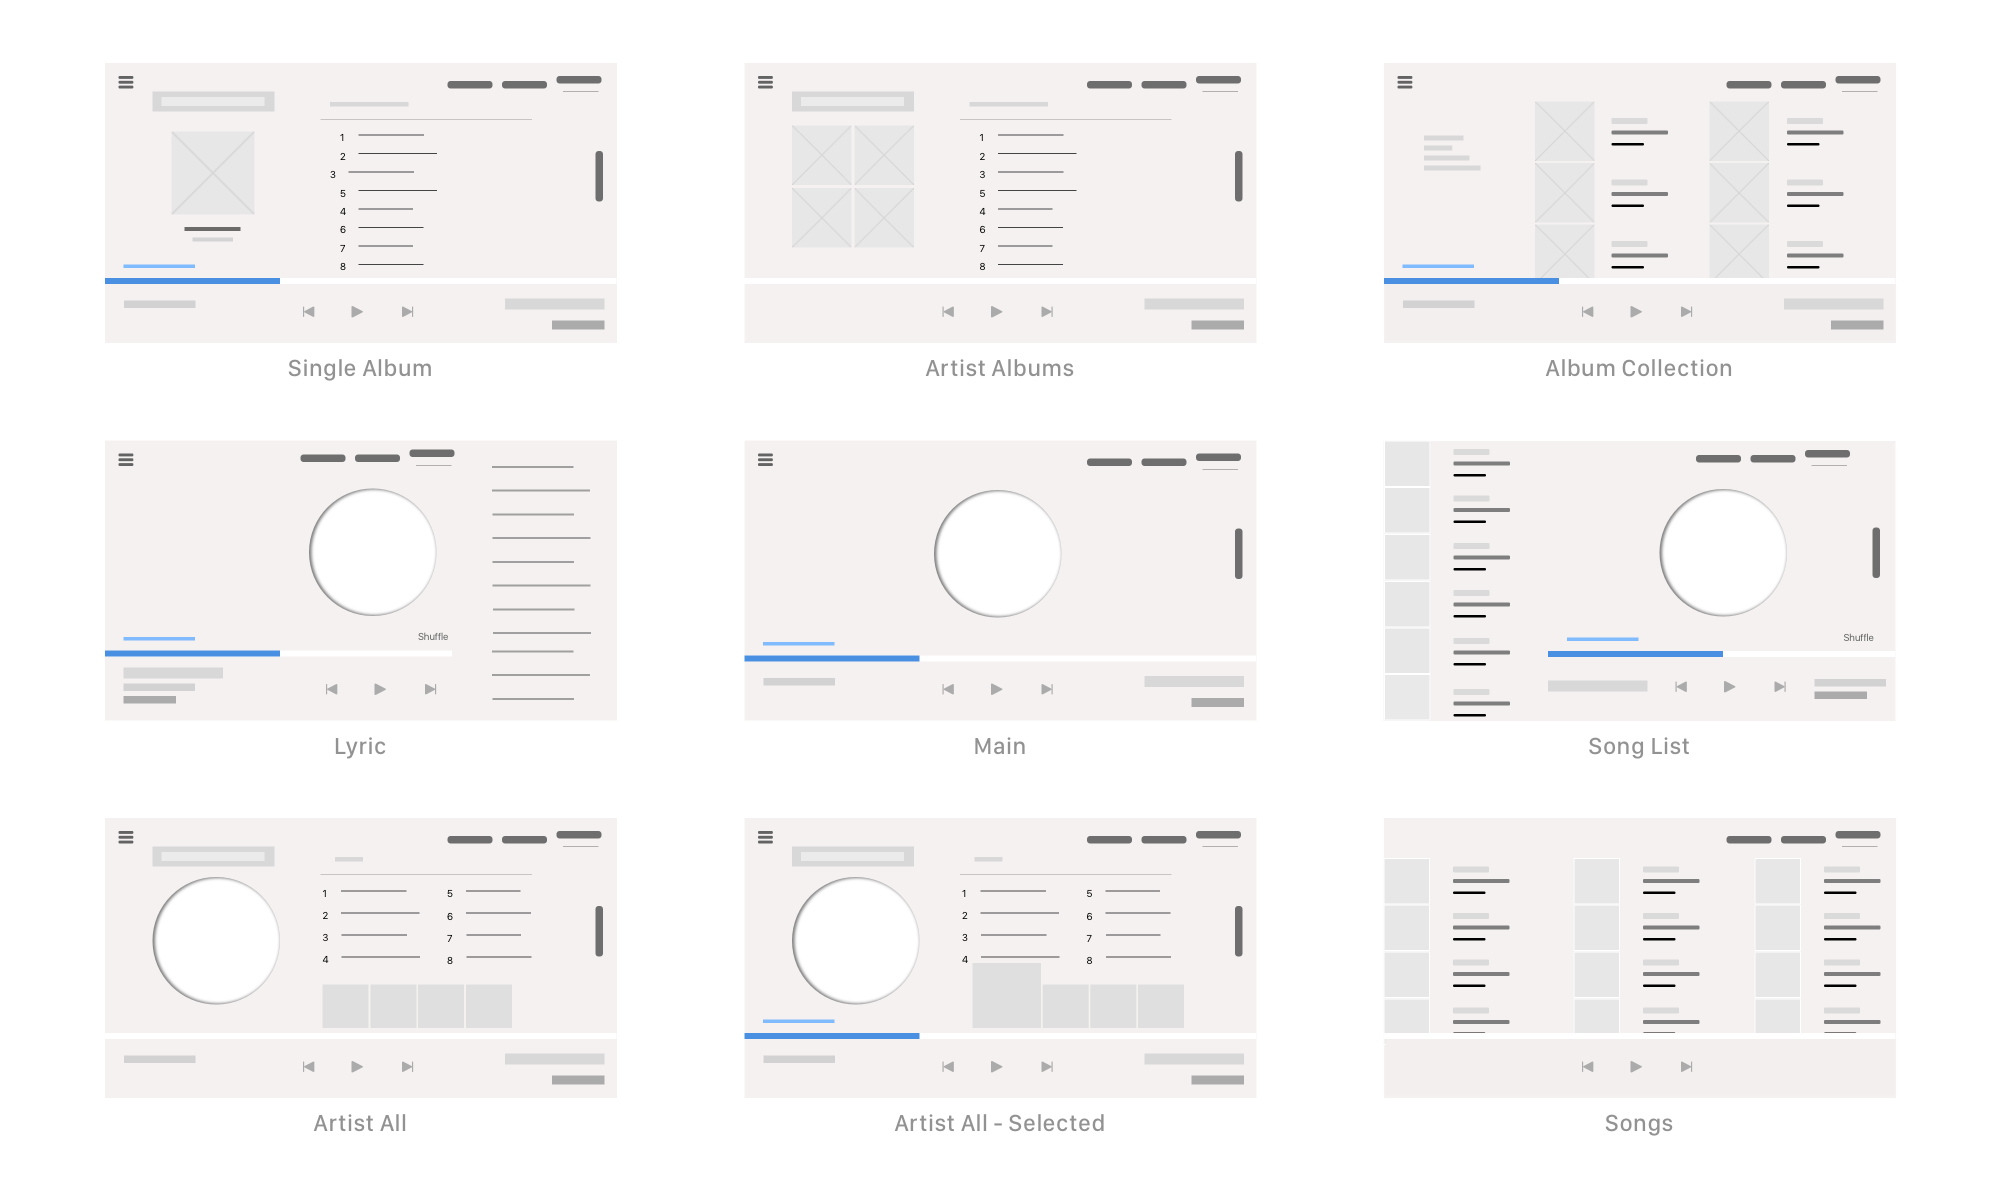 1
2
3
5
4
6
7
8
Single Album
1
2
3
5
4
6
7
8
Artist Albums
Album Collection
Shuffle
Lyric
Main
Shuffle
Song List
1 5
2 6
3 7
4 8
Artist All
1 5
2 6
3 7
4 8
Artist All - Selected
Songs